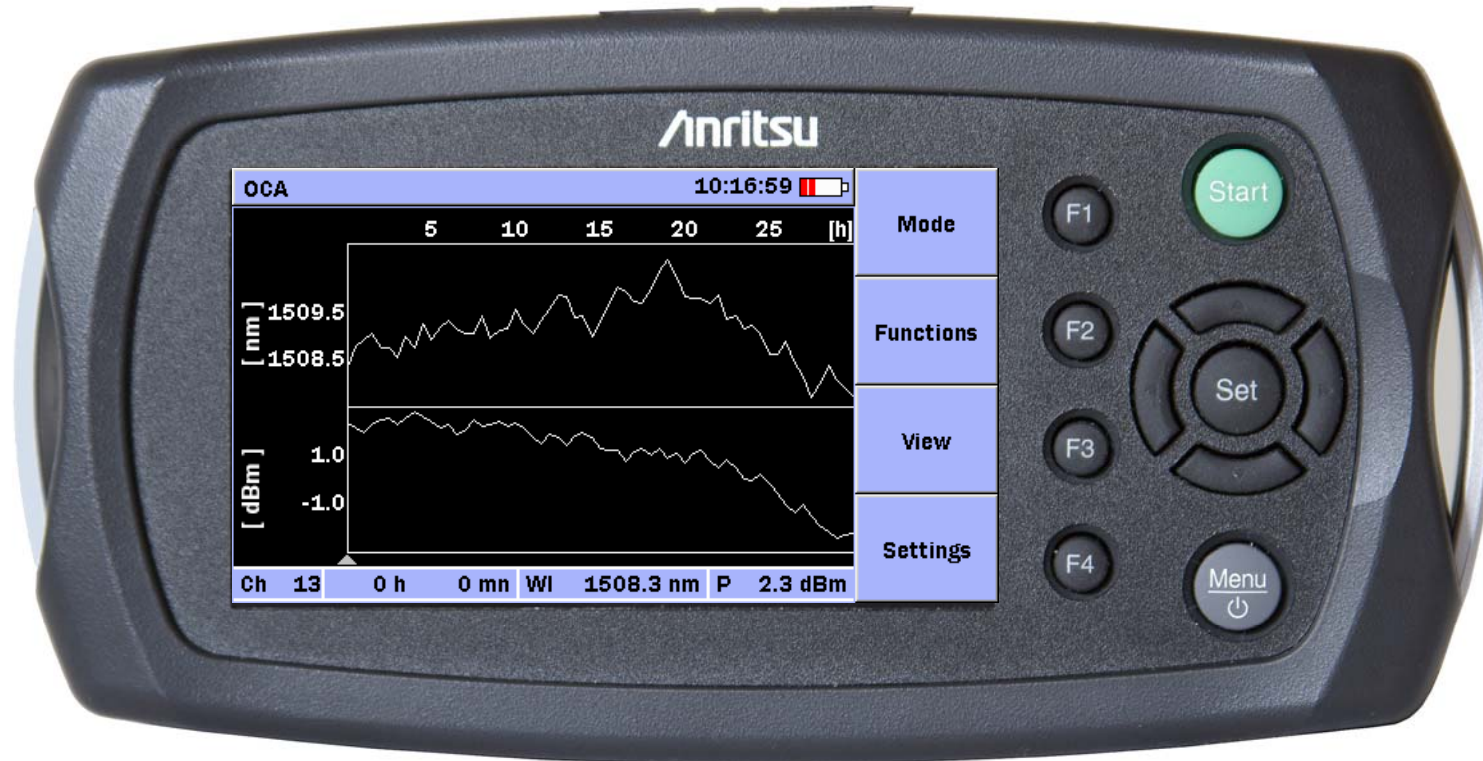 Anritsu
OCA 10:16:59
5 10 15 20 25 [h]
[nm]
1509.5
1508.5
[dBm]
1.0
-1.0
Ch 13 0 h 0 mn Wl 1508.3 nm P 2.3 dBm
Mode
Functions
View
Settings
F1
F2
F3
F4
Start
Set
Menu